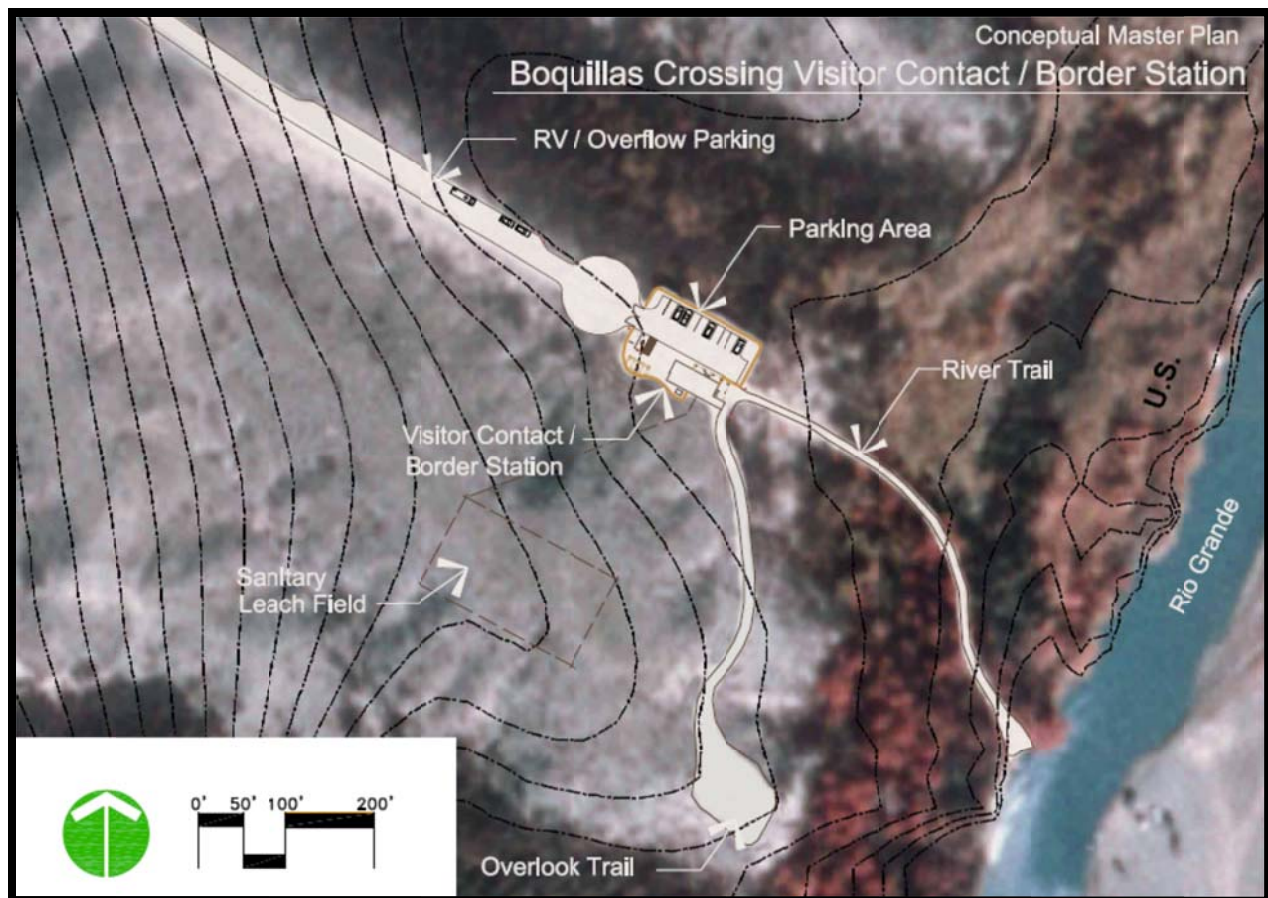 Conceptual Master Plan
Boquillas Crossing Visitor Contact / Border Station
RV / Overflow Parking
Parking Area
River Trail
U.S.
Visitor Contact /
Border Station
Rio Grande
Sanitary
Leach Field
0' 50' 100' 200'
Overlook Trail